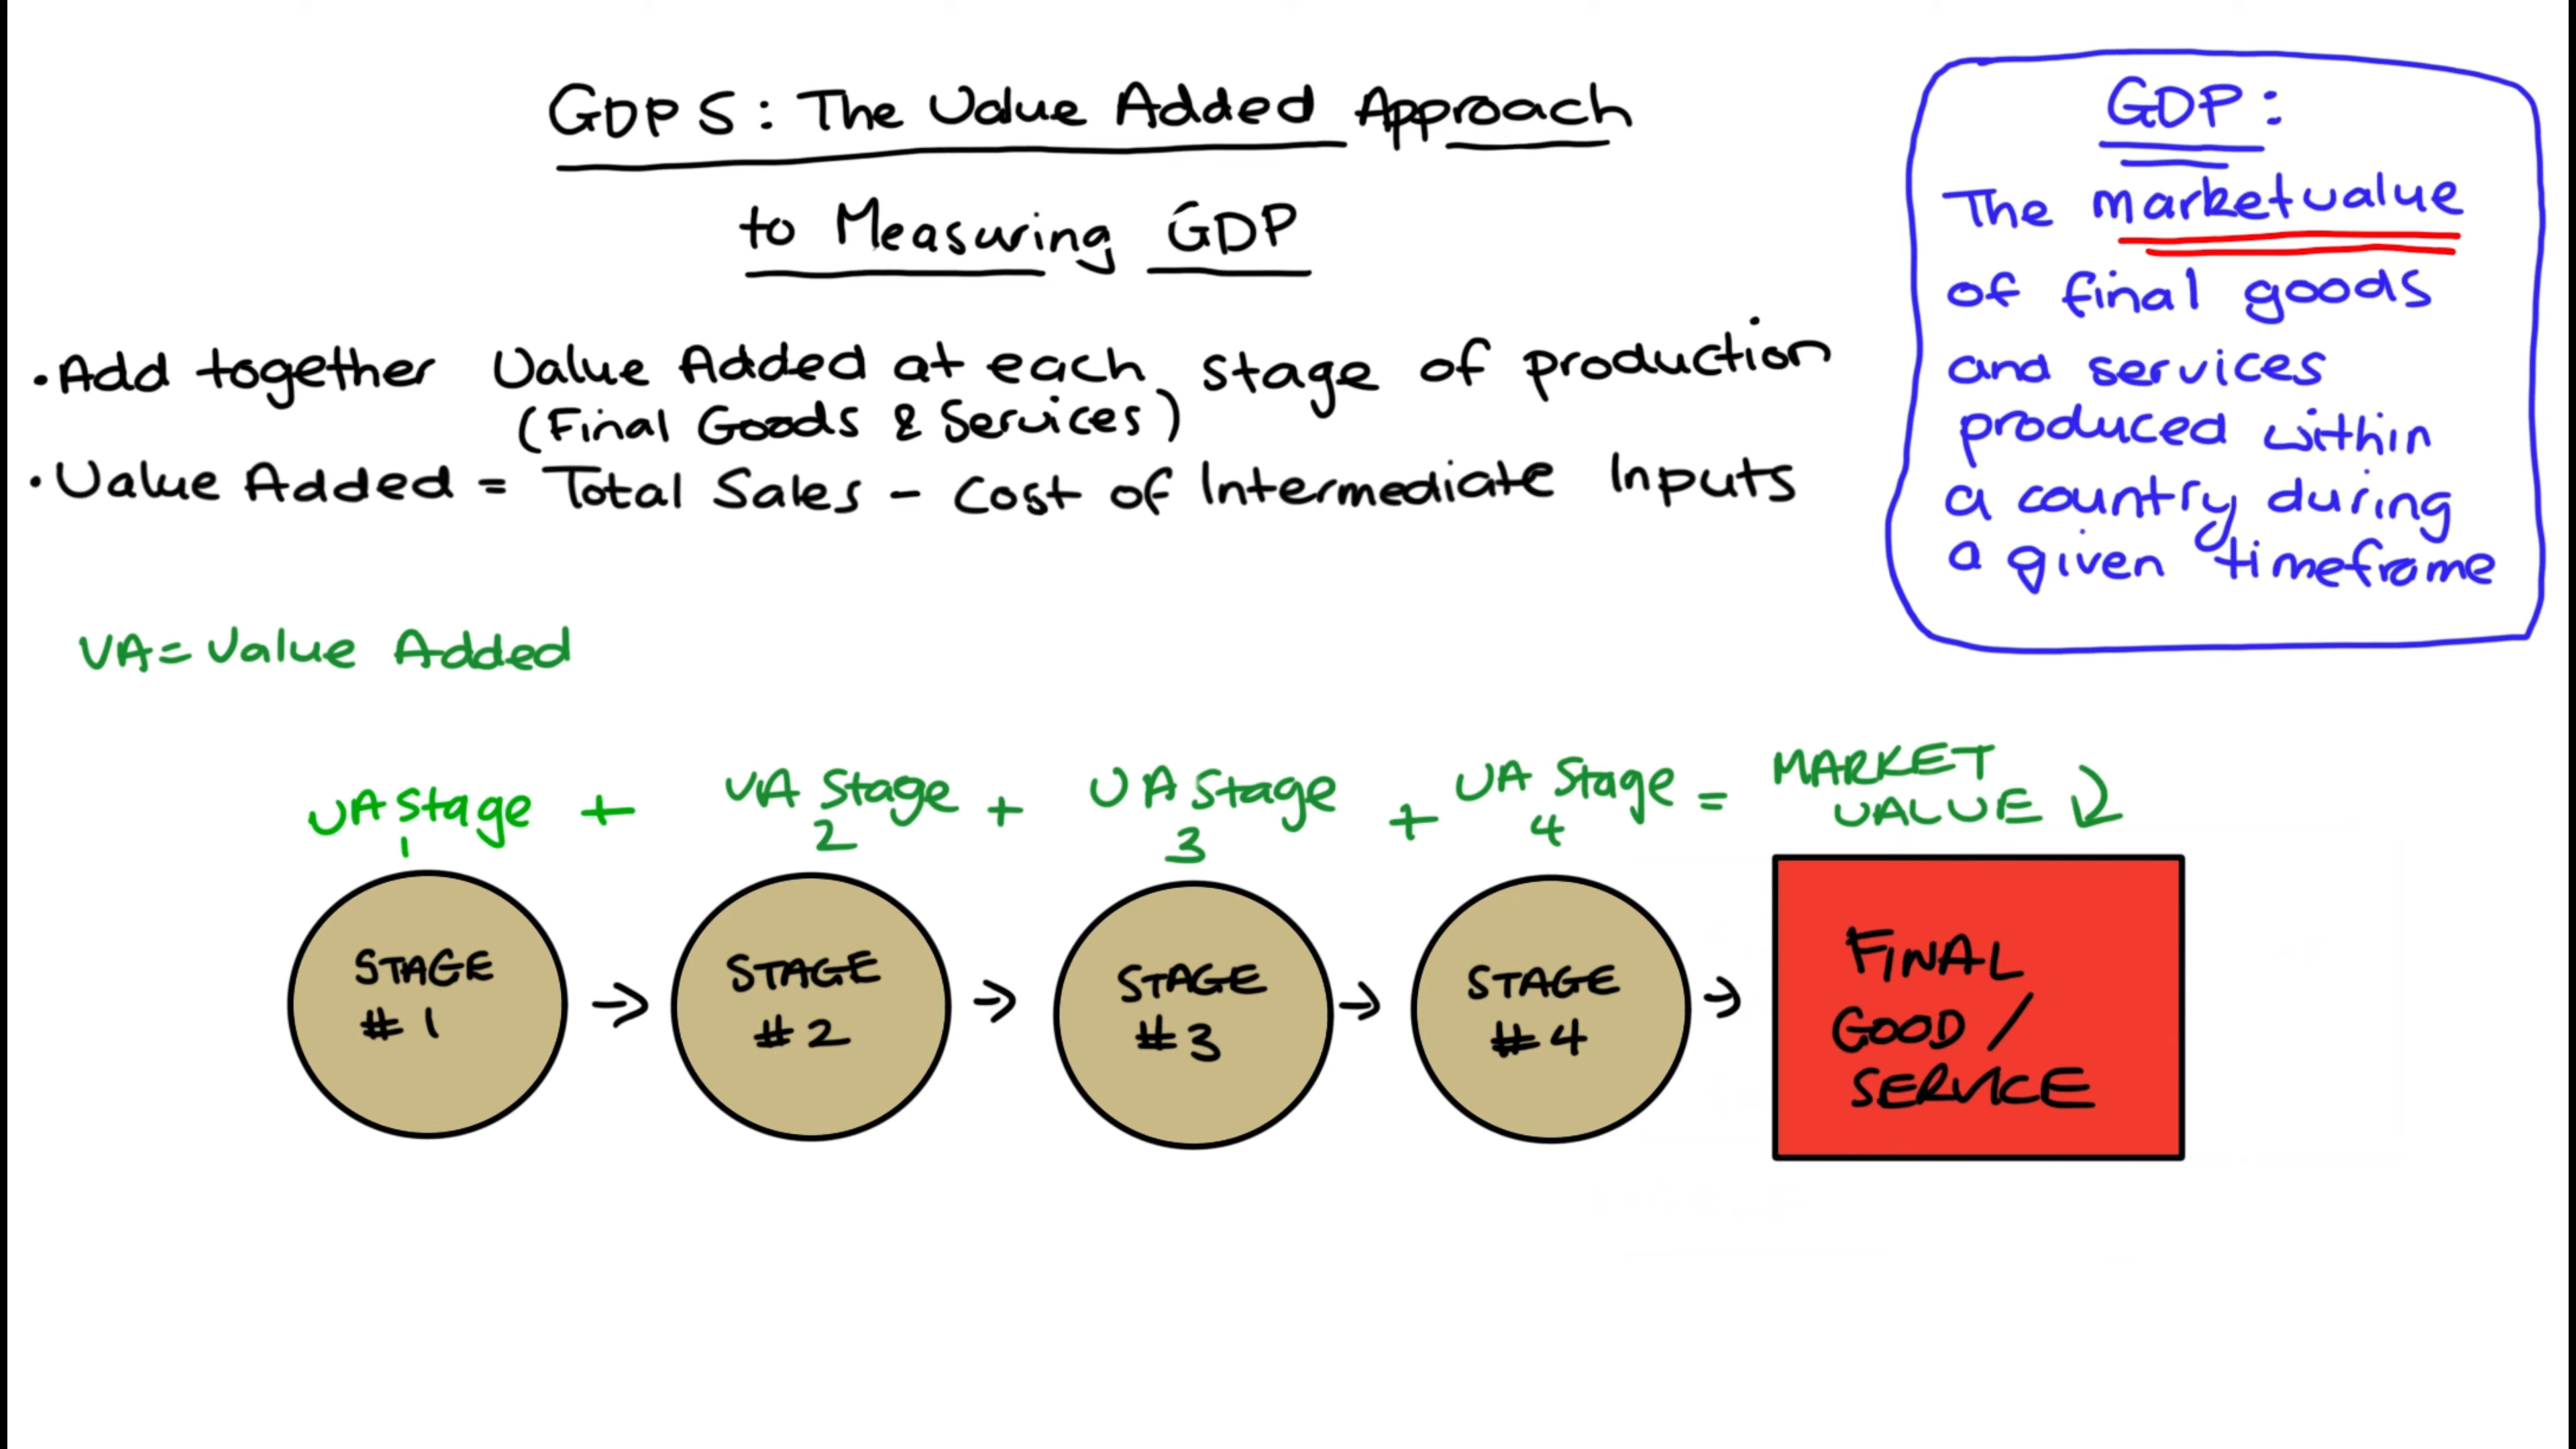 GDP 5: The Value Added Approach
to Measuring GDP
• Add together Value Added at each stage of production
(Final Goods & Services)
• Value Added = Total Sales - Cost of Intermediate Inputs
GDP:
The market value
of final goods
and services
produced within
a country during
a given timeframe
VA = Value Added
VA Stage 1 + VA Stage 2 + VA Stage 3 + VA Stage 4 = MARKET VALUE
STAGE
# 1
→
STAGE
# 2
→
STAGE
# 3
→
STAGE
# 4
→
FINAL
GOOD /
SERVICE